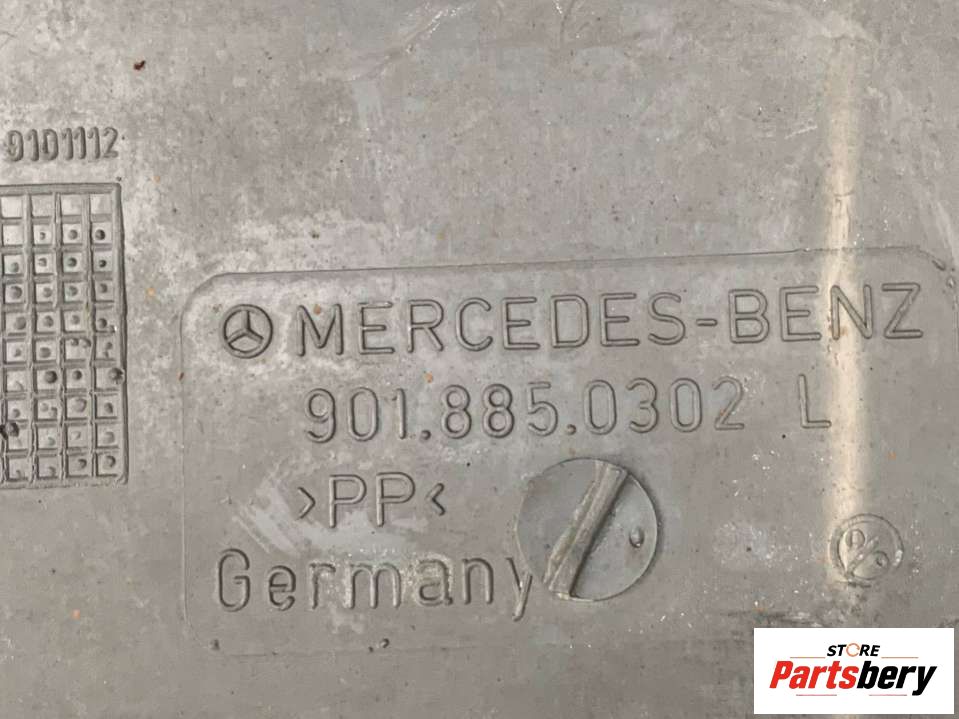 9101112
MERCEDES-BENZ
901.885.0302 L
>PP<
Germany
STORE
Partsbery